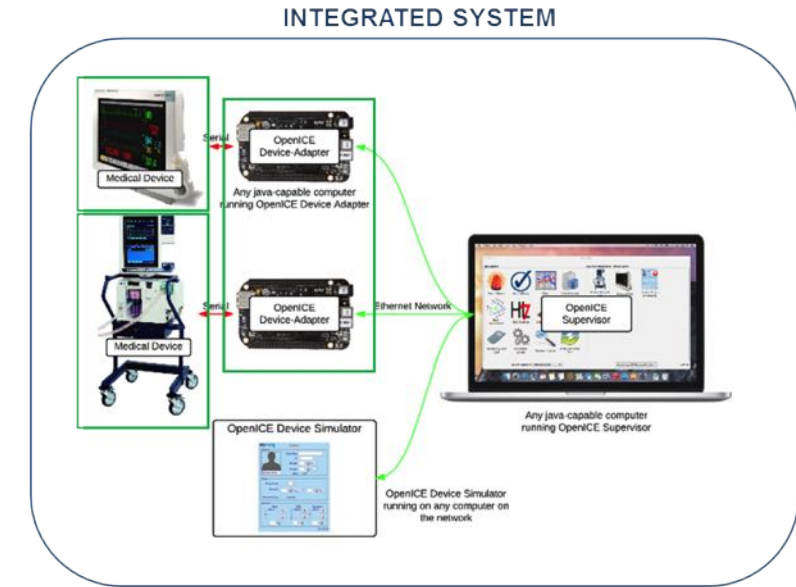 INTEGRATED SYSTEM
Medical Device
Serial
OpenICE
Device-Adapter
Any java-capable computer
running OpenICE Device Adapter
Medical Device
Serial
OpenICE
Device-Adapter
Ethernet Network
OpenICE
Supervisor
Any java-capable computer
running OpenICE Supervisor
OpenICE Device Simulator
OpenICE Device Simulator
running on any computer on
the network